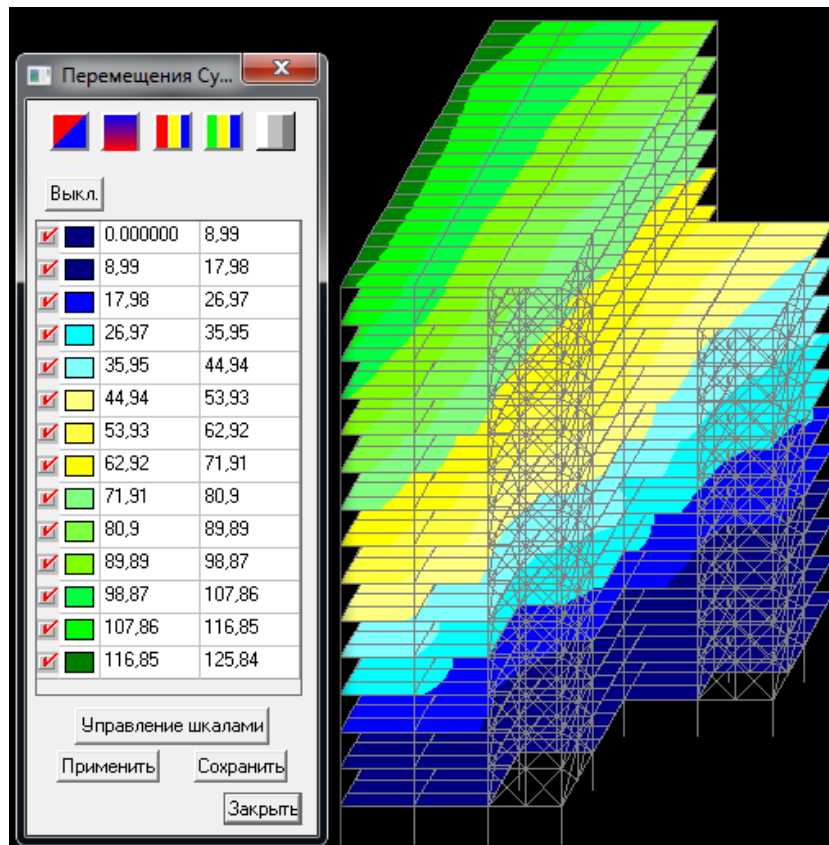 Перемещения Су...
Выкл.
0.000000 8,99
8,99 17,98
17,98 26,97
26,97 35,95
35,95 44,94
44,94 53,93
53,93 62,92
62,92 71,91
71,91 80,9
80,9 89,89
89,89 98,87
98,87 107,86
107,86 116,85
116,85 125,84
Управление шкалами
Применить Сохранить
Закрыть